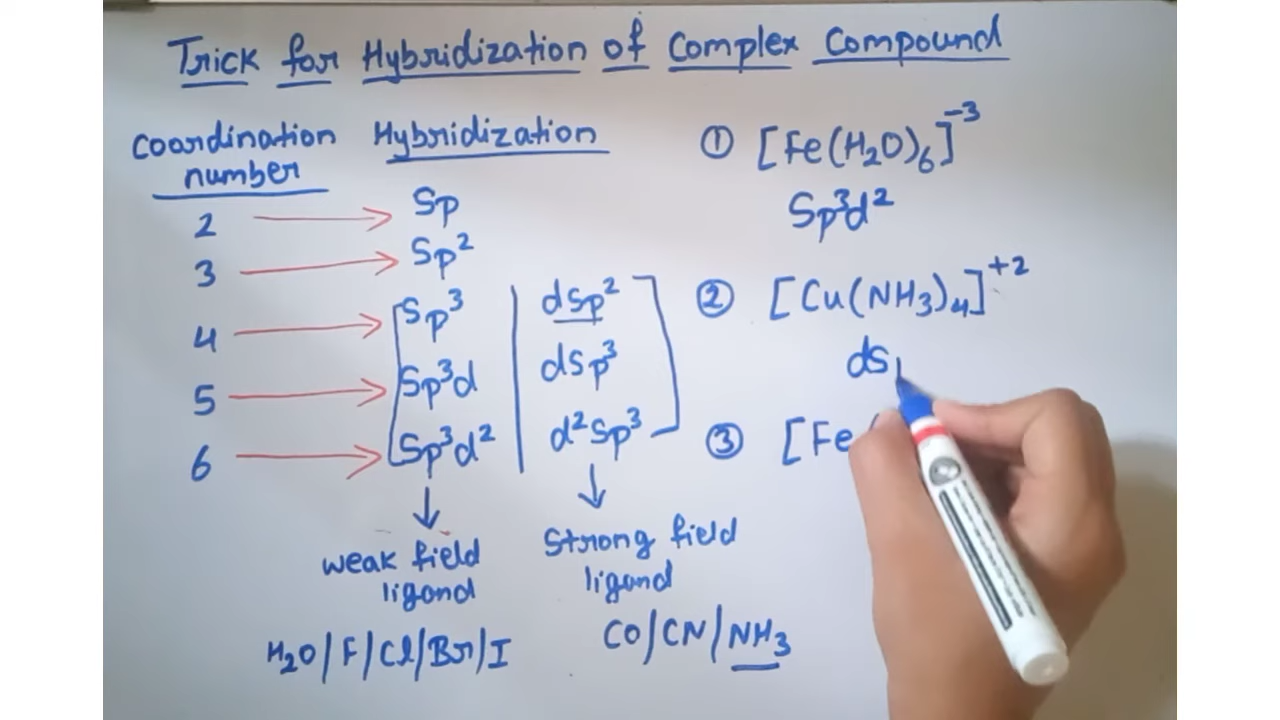 Trick for Hybridization of Complex Compound
Coordination number
Hybridization
2 → Sp
3 → Sp²
4 → Sp³ | dsp²
5 → Sp³d | dsp³
6 → Sp³d² | d²sp³
weak field ligand
H₂O/F/Cl/Br/I
Strong field ligand
CO/CN/NH₃
① [Fe(H₂O)₆]⁻³
Sp³d²
② [Cu(NH₃)₄]⁺²
ds
③ [Fe